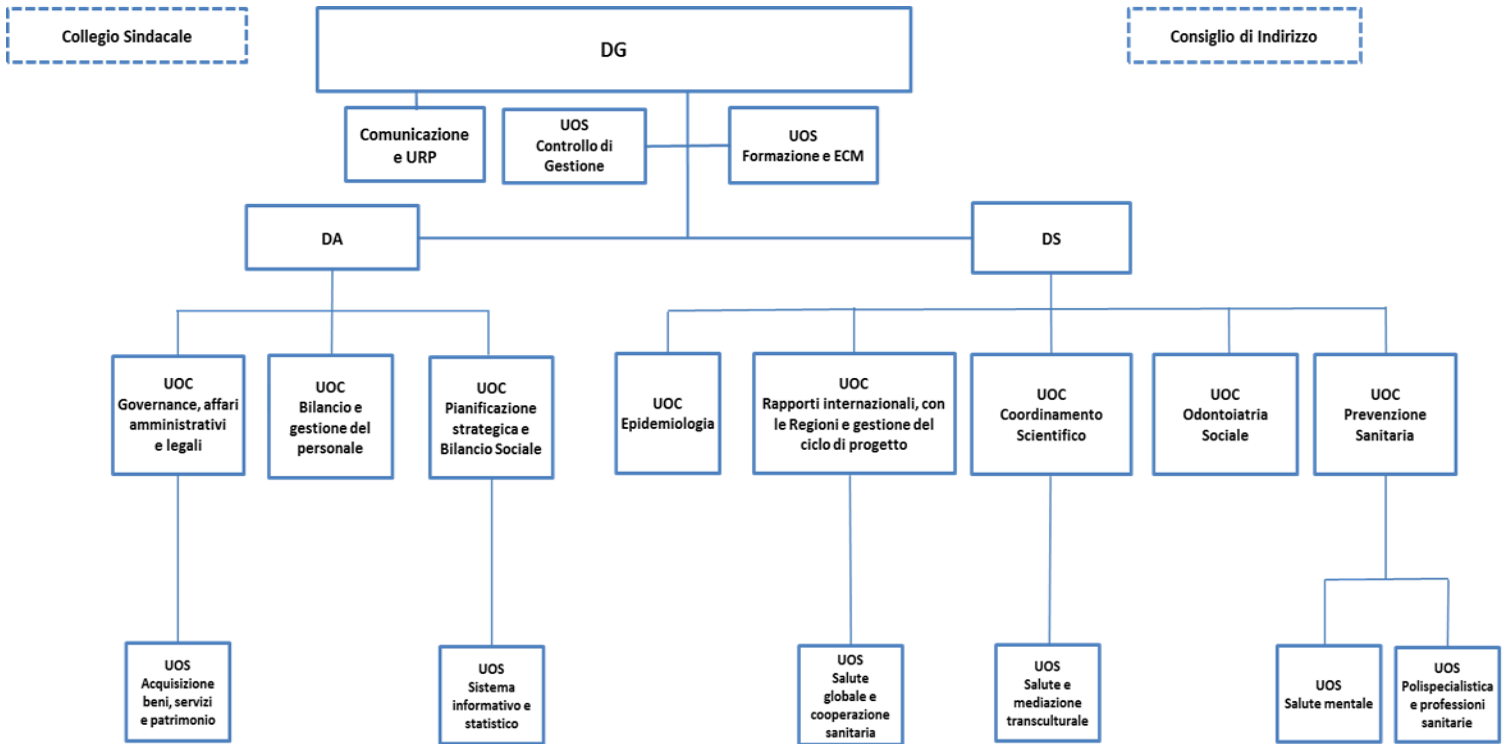 Collegio Sindacale
DG
Consiglio di Indirizzo
Comunicazione
e URP
UOS
Controllo di
Gestione
UOS
Formazione e ECM
DA
DS
UOC
Governance, affari
amministrativi
e legali
UOC
Bilancio e
gestione del
personale
UOC
Pianificazione
strategica e
Bilancio Sociale
UOC
Epidemiologia
UOC
Rapporti internazionali, con
le Regioni e gestione del
ciclo di progetto
UOC
Coordinamento
Scientifico
UOC
Odontoiatria
Sociale
UOC
Prevenzione
Sanitaria
UOS
Acquisizione
beni, servizi
e patrimonio
UOS
Sistema
informativo e
statistico
UOS
Salute
globale e
cooperazione
sanitaria
UOS
Salute e
mediazione
transculturale
UOS
Salute mentale
UOS
Polispecialistica
e professioni
sanitarie